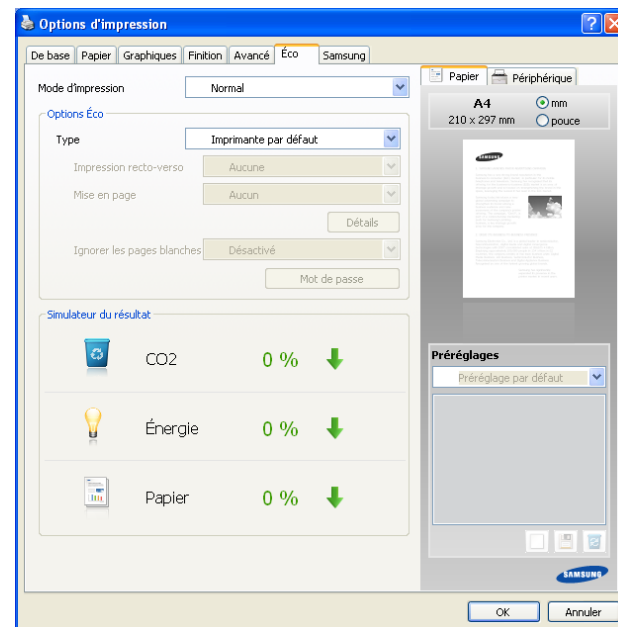 Options d'impression
De base Papier Graphiques Finition Avancé Éco Samsung
Mode d'impression Normal
Options Éco
Type Imprimante par défaut
Impression recto-verso Aucune
Mise en page Aucun
Détails
Ignorer les pages blanches Désactivé
Mot de passe
Simulateur du résultat
CO2 0 %
Énergie 0 %
Papier 0 %
Papier Périphérique
A4 mm
210 x 297 mm pouce
SAMSUNG
Préréglages
Préréglage par défaut
SAMSUNG
OK Annuler